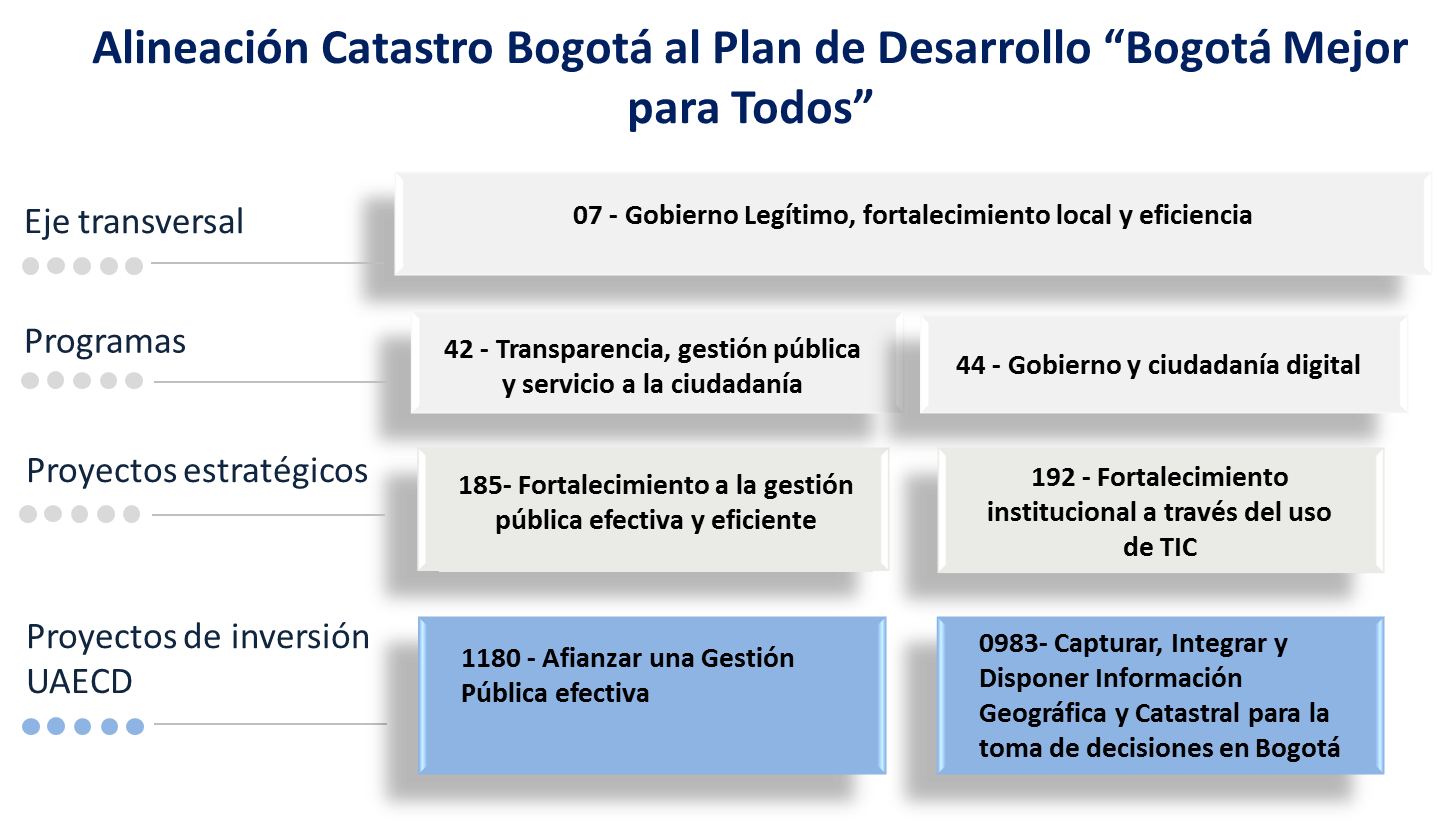 Alineación Catastro Bogotá al Plan de Desarrollo “Bogotá Mejor
para Todos”
Eje transversal
07 - Gobierno Legítimo, fortalecimiento local y eficiencia
Programas
42 - Transparencia, gestión pública
y servicio a la ciudadanía
44 - Gobierno y ciudadanía digital
Proyectos estratégicos
185- Fortalecimiento a la gestión
pública efectiva y eficiente
192 - Fortalecimiento
institucional a través del uso
de TIC
Proyectos de inversión
UAECD
1180 - Afianzar una Gestión
Pública efectiva
0983- Capturar, Integrar y
Disponer Información
Geográfica y Catastral para la
toma de decisiones en Bogotá